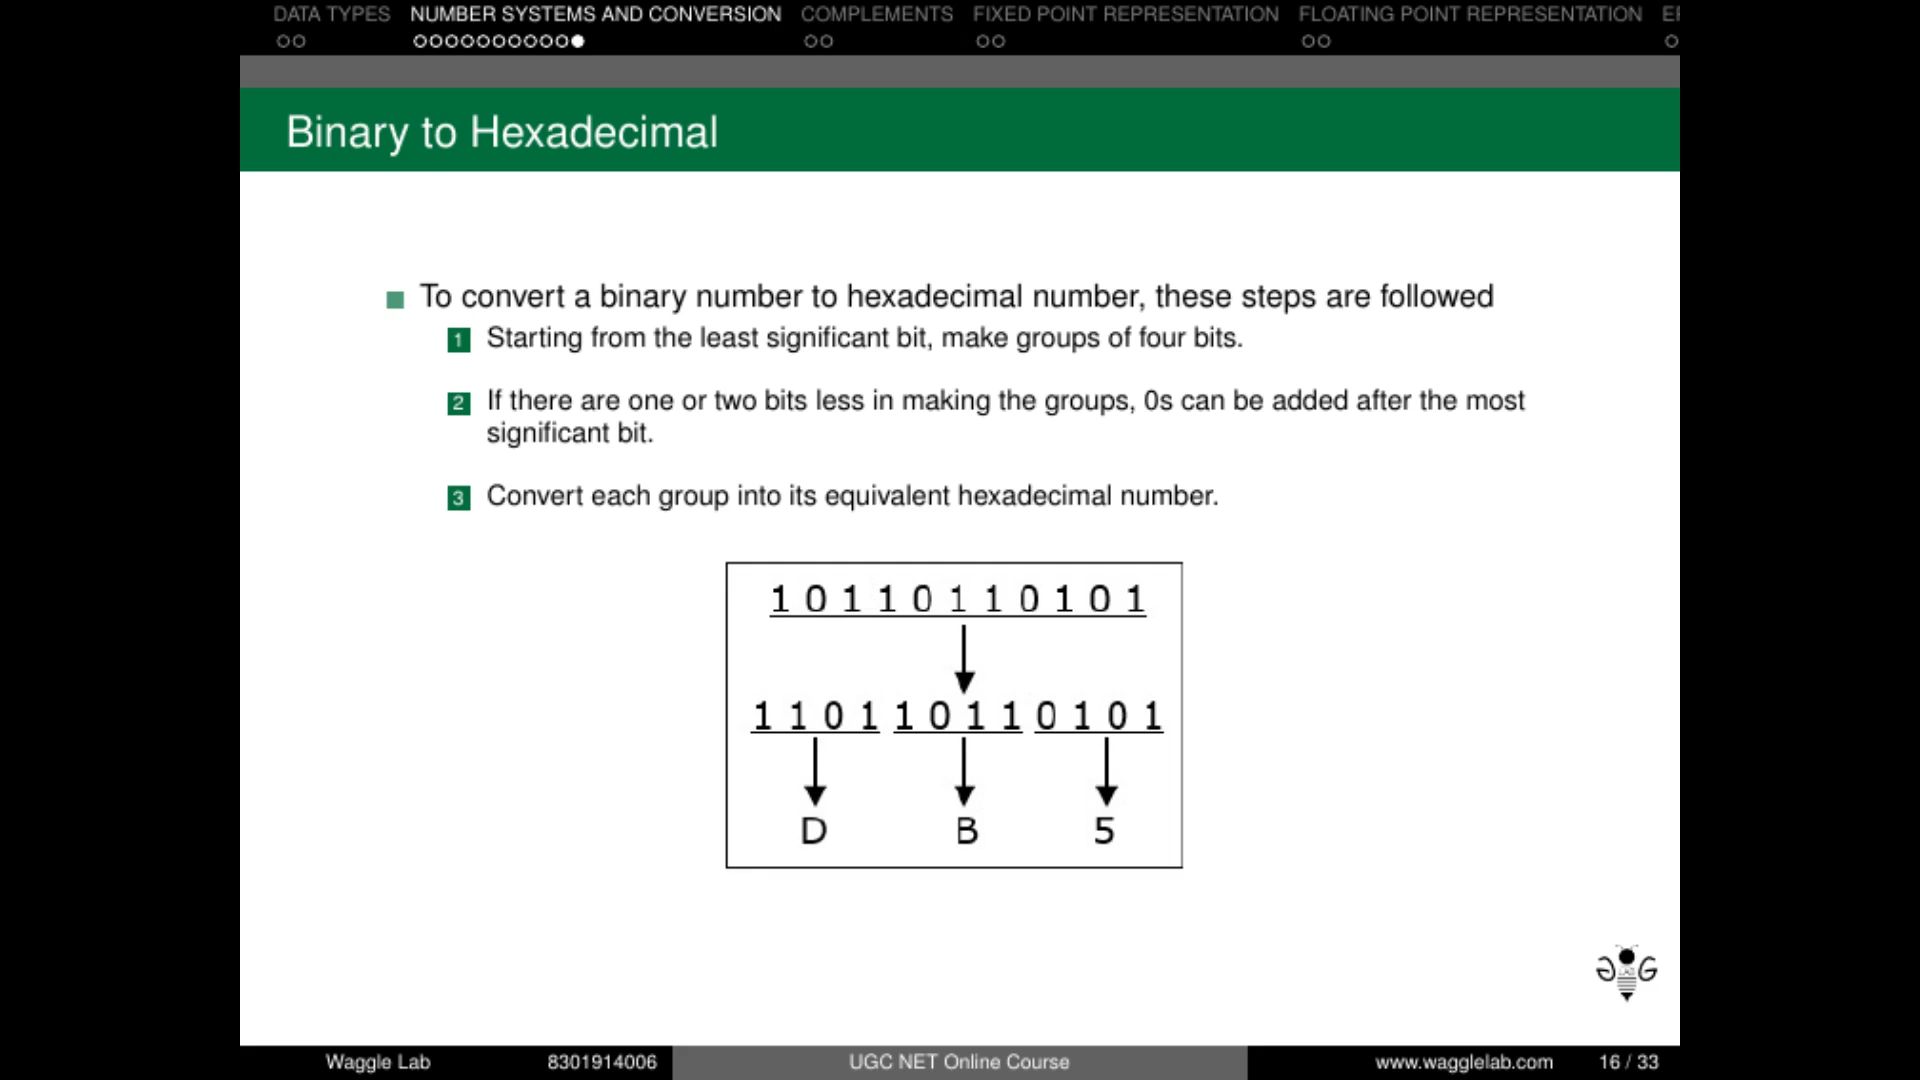 DATA TYPES NUMBER SYSTEMS AND CONVERSION COMPLEMENTS FIXED POINT REPRESENTATION FLOATING POINT REPRESENTATION
Binary to Hexadecimal
To convert a binary number to hexadecimal number, these steps are followed
1 Starting from the least significant bit, make groups of four bits.
2 If there are one or two bits less in making the groups, 0s can be added after the most
significant bit.
3 Convert each group into its equivalent hexadecimal number.
1 0 1 1 0 1 1 0 1 0 1
1 1 0 1 1 0 1 1 0 1 0 1
D B 5
Waggle Lab 8301914006 UGC NET Online Course www.wagglelab.com 16 / 33